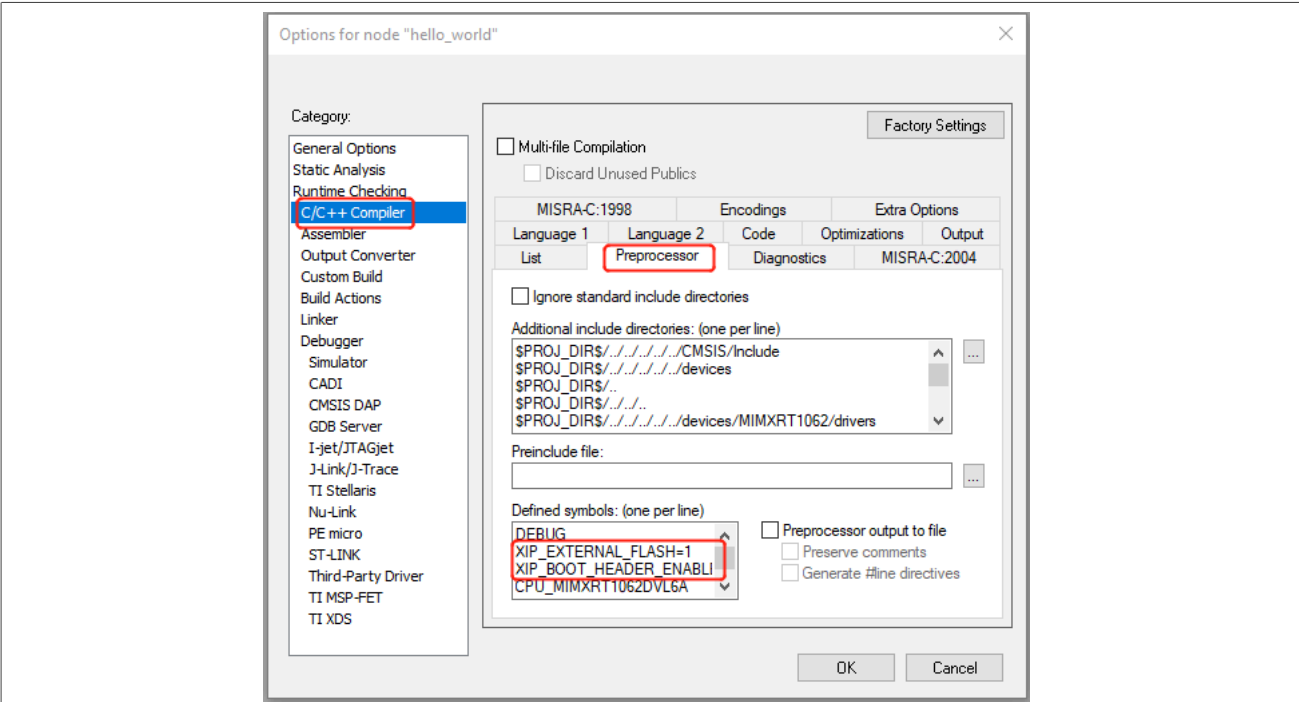 Options for node "hello_world"
Category:
Factory Settings
Multi-file Compilation
Discard Unused Publics
General Options
Static Analysis
Runtime Checking
C/C++ Compiler
Assembler
Output Converter
Custom Build
Build Actions
Linker
Debugger
Simulator
CADI
CMSIS DAP
GDB Server
I-jet/JTAGjet
J-Link/J-Trace
TI Stellaris
Nu-Link
PE micro
ST-LINK
Third-Party Driver
TI MSP-FET
TI XDS
MISRA-C:1998 Encodings Extra Options
Language 1 Language 2 Code Optimizations Output
List Preprocessor Diagnostics MISRA-C:2004
Ignore standard include directories
Additional include directories: (one per line)
$PROJ_DIR$/../../../../../CMSIS/Include
$PROJ_DIR$/../../../../../devices
$PROJ_DIR$/..
$PROJ_DIR$/../../..
$PROJ_DIR$/../../../../../devices/MIMXRT1062/drivers
...
Preinclude file:
...
Defined symbols: (one per line)
DEBUG
XIP_EXTERNAL_FLASH=1
XIP_BOOT_HEADER_ENABLI
CPU_MIMXRT1062DVL6A
Preprocessor output to file
Preserve comments
Generate #line directives
OK Cancel